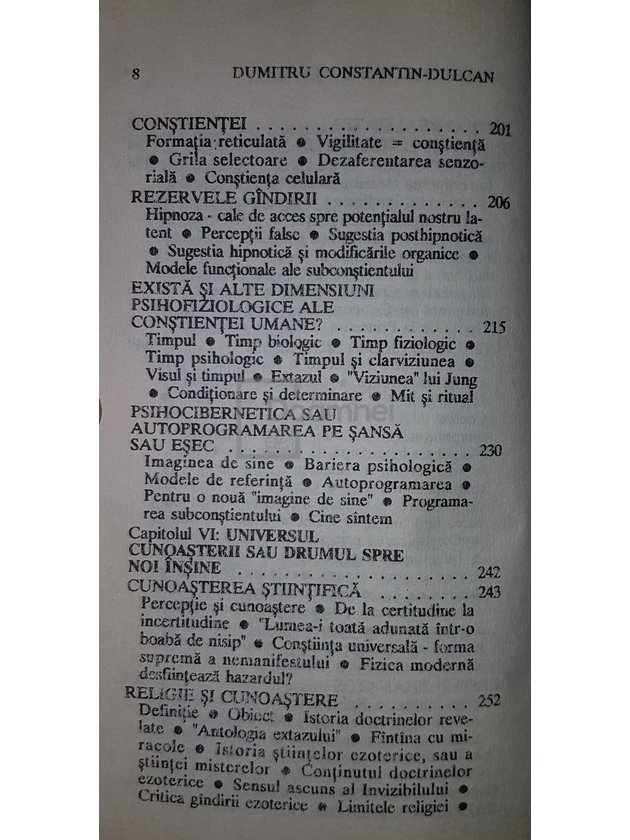 8 DUMITRU CONSTANTIN-DULCAN
CONŞTIENŢEI . . . . . . . . . . . . . . . . . . 201
Formaţia reticulată ● Vigilitate = conştienţă
● Grila selectoare ● Dezaferentarea senzo-
rială ● Conştienţa celulară
REZERVELE GÎNDIRII . . . . . . . . . . . . . 206
Hipnoza - cale de acces spre potenţialul nostru la-
tent ● Percepţii false ● Sugestia posthipnotică
● Sugestia hipnotică şi modificările organice ●
Modele funcţionale ale subconştientului
EXISTĂ ŞI ALTE DIMENSIUNI
PSIHOFIZIOLOGICE ALE
CONŞTIENŢEI UMANE? . . . . . . . . . . . . 215
Timpul ● Timp biologic ● Timp fiziologic ●
Timp psihologic ● Timpul şi clarviziunea ●
Visul şi timpul ● Extazul ● "Viziunea" lui Jung
● Condiţionare şi determinare ● Mit şi ritual
PSIHOCIBERNETICA SAU
AUTOPROGRAMAREA PE ŞANSĂ
SAU EŞEC . . . . . . . . . . . . . . . . . . . . 230
Imaginea de sine ● Bariera psihologică ●
Modele de referinţă ● Autoprogramarea ●
Pentru o nouă "imagine de sine" ● Programa-
rea subconştientului ● Cine sîntem
Capitolul VI: UNIVERSUL
CUNOAŞTERII SAU DRUMUL SPRE
NOI ÎNŞINE . . . . . . . . . . . . . . . . . . . 242
CUNOAŞTEREA ŞTIINŢIFICĂ . . . . . . . . . 243
Percepţie şi cunoaştere ● De la certitudine la
incertitudine ● "Lumea-i toată adunată într-o
boabă de nisip" ● Conştiinţa universală - forma
supremă a nemanifestului ● Fizica modernă
desfiinţează hazardul?
RELIGIE ŞI CUNOAŞTERE . . . . . . . . . . 252
Definiţie ● Obiect ● Istoria doctrinelor reve-
late ● "Antologia extazului" ● Fîntîna cu mi-
racole ● Istoria ştiinţelor ezoterice, sau a
ştiinţei misterelor ● Conţinutul doctrinelor
ezoterice ● Sensul ascuns al Invizibilului ●
Critica gîndirii ezoterice ● Limitele religiei ●